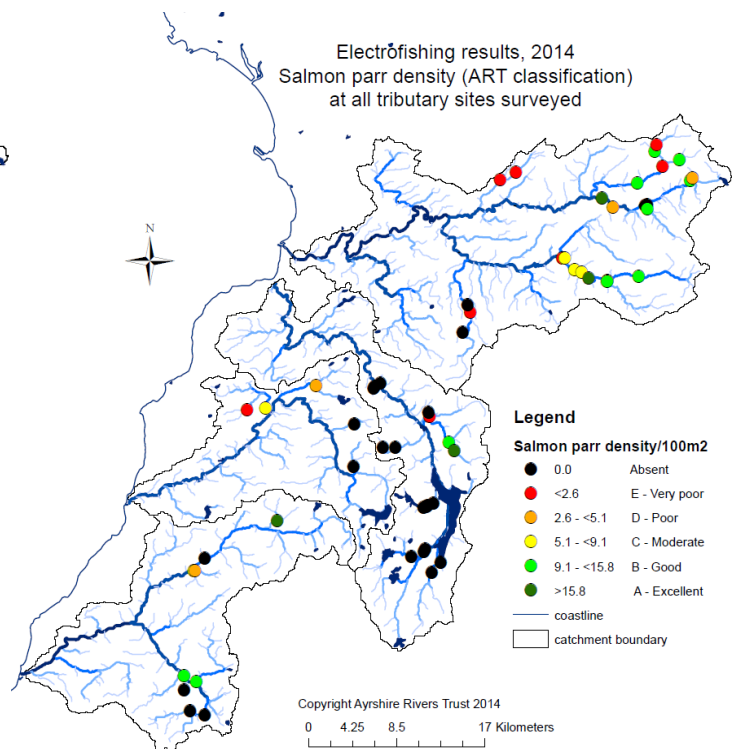 Electrofishing results, 2014
Salmon parr density (ART classification)
at all tributary sites surveyed
N
Legend
Salmon parr density/100m2
0.0 Absent
<2.6 E - Very poor
2.6 - <5.1 D - Poor
5.1 - <9.1 C - Moderate
9.1 - <15.8 B - Good
>15.8 A - Excellent
coastline
catchment boundary
Copyright Ayrshire Rivers Trust 2014
0 4.25 8.5 17 Kilometers